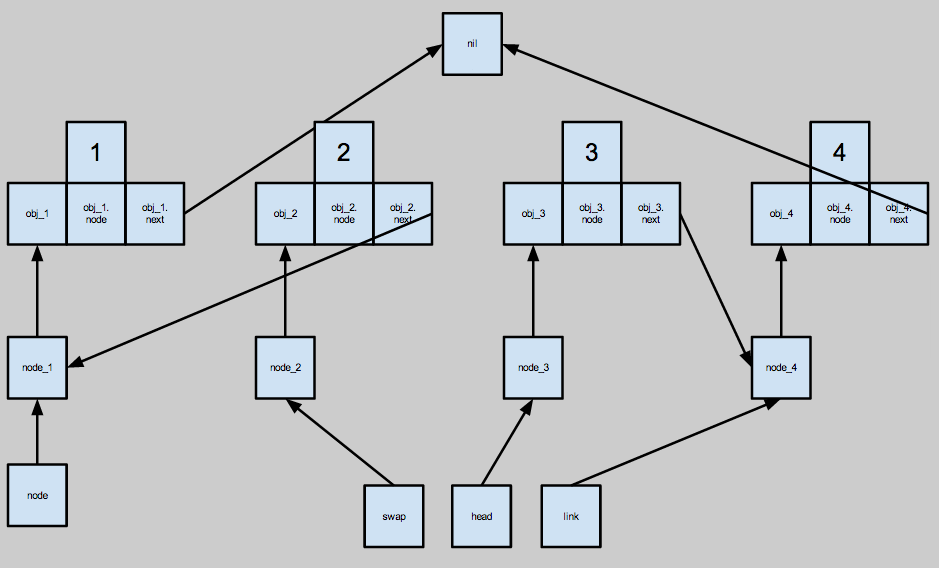 nil
1
2
3
4
obj_1
obj_1.
node
obj_1.
next
obj_2
obj_2.
node
obj_2.
next
obj_3
obj_3.
node
obj_3.
next
obj_4
obj_4.
node
obj_4.
next
node_1
node_2
node_3
node_4
node
swap
head
link